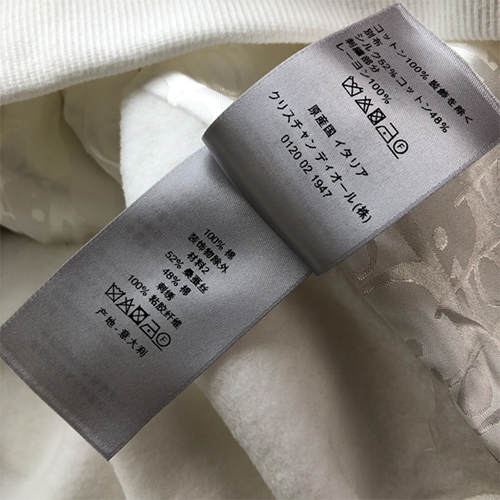 コットン100% 装飾を除く
別布
シルク52% コットン48%
刺繍部分
レーヨン100%
原産国 イタリア
クリスチャン ディオール(株)
0120 02 1947
100% 棉
装饰物除外
材料2
52% 桑蚕丝
48% 棉
刺绣
100% 粘胶纤维
产地 - 意大利